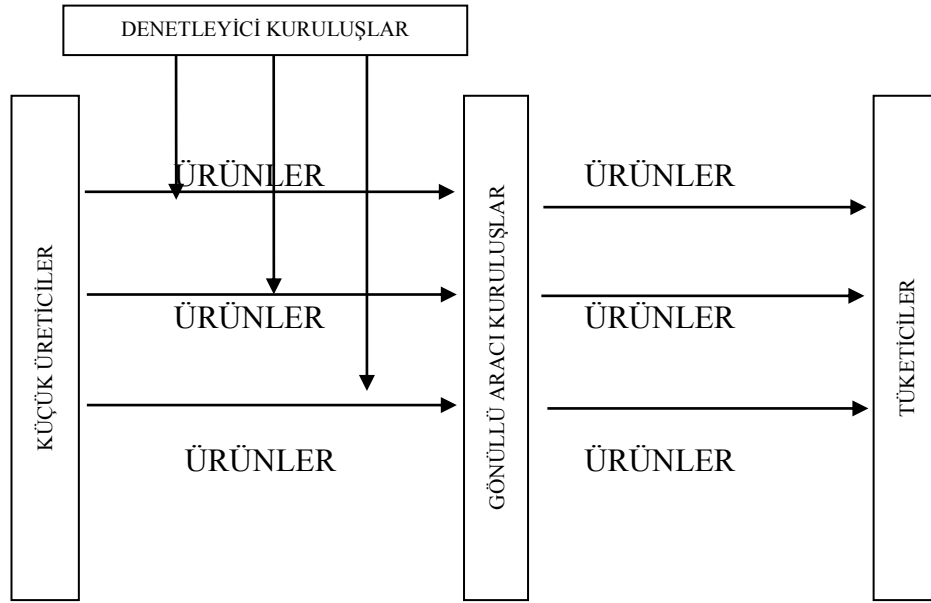 DENETLEYİCİ KURULUŞLAR
KÜÇÜK ÜRETİCİLER
ÜRÜNLER
ÜRÜNLER
ÜRÜNLER
GÖNÜLLÜ ARACI KURULUŞLAR
ÜRÜNLER
ÜRÜNLER
ÜRÜNLER
TÜKETİCİLER